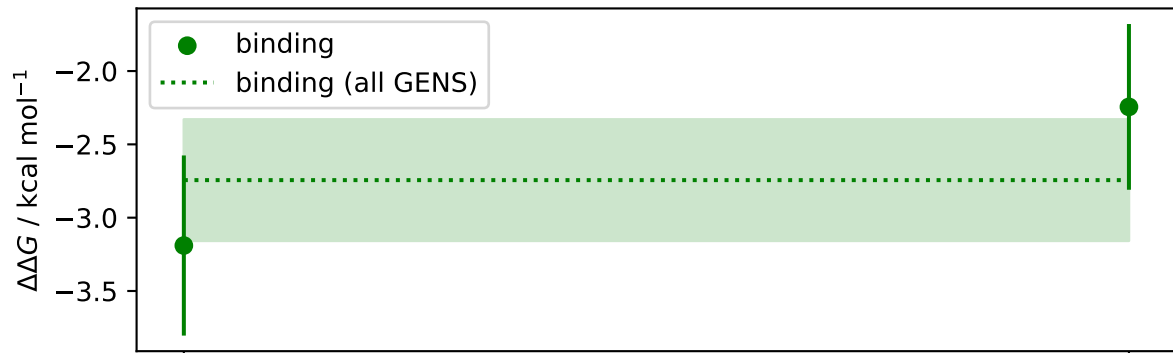 binding
binding (all GENS)
ΔΔG / kcal mol⁻¹
−2.0
−2.5
−3.0
−3.5